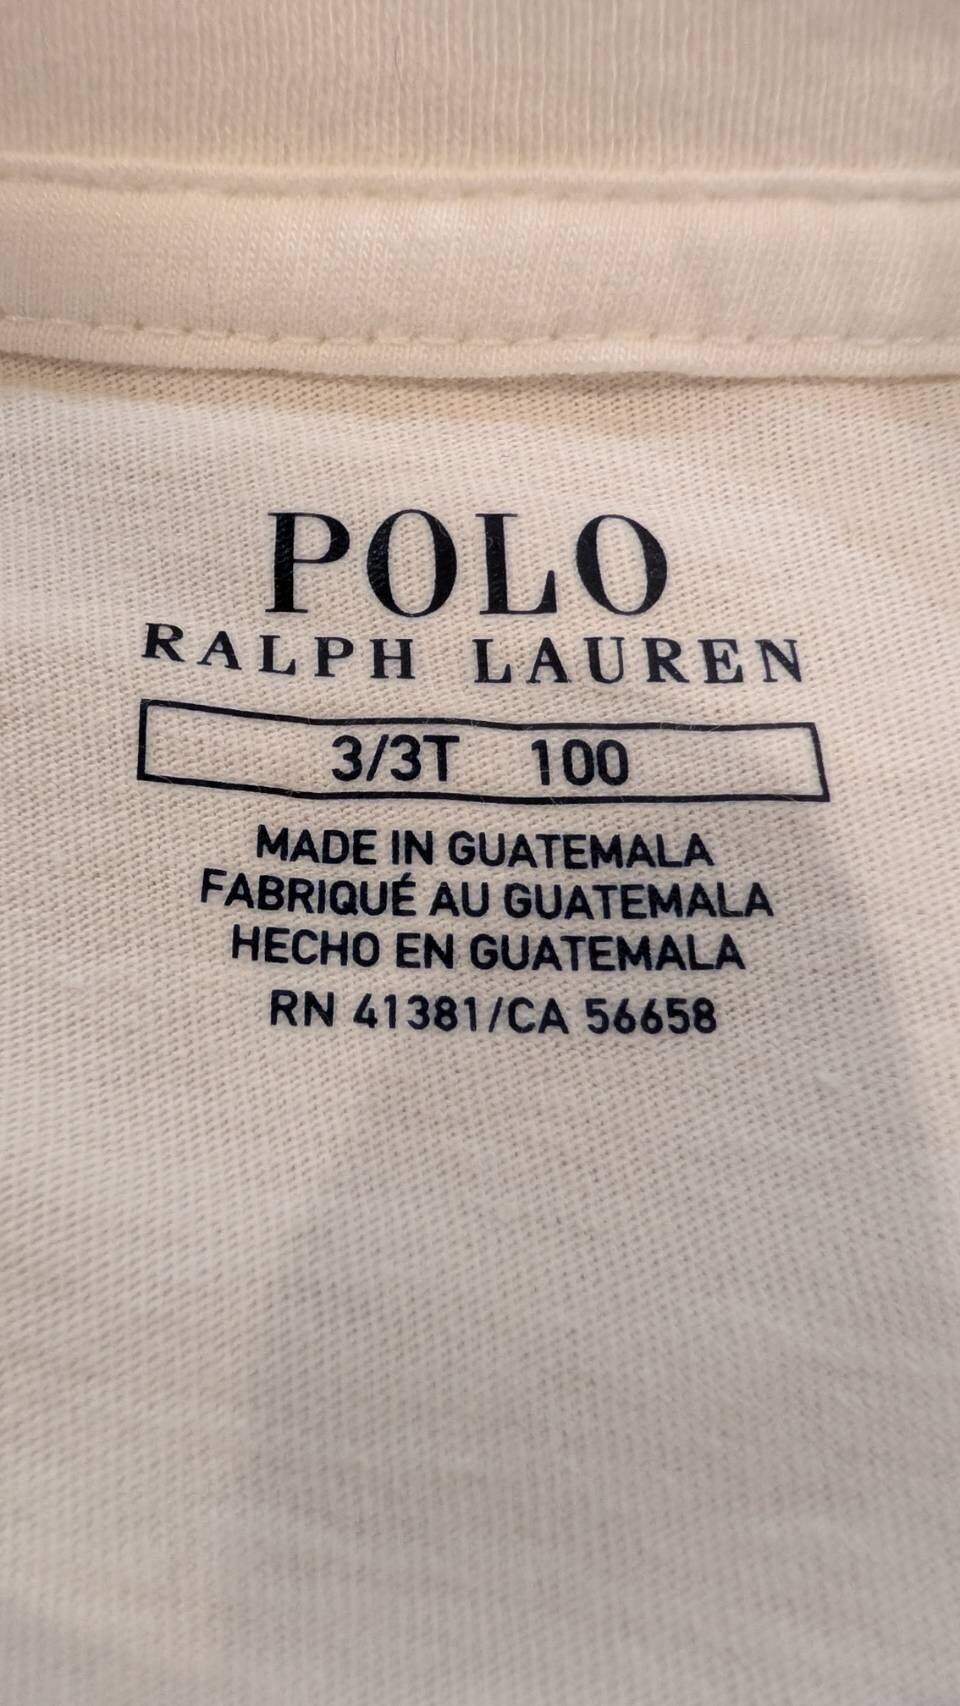 POLO
RALPH LAUREN
3/3T 100
MADE IN GUATEMALA
FABRIQUÉ AU GUATEMALA
HECHO EN GUATEMALA
RN 41381/CA 56658